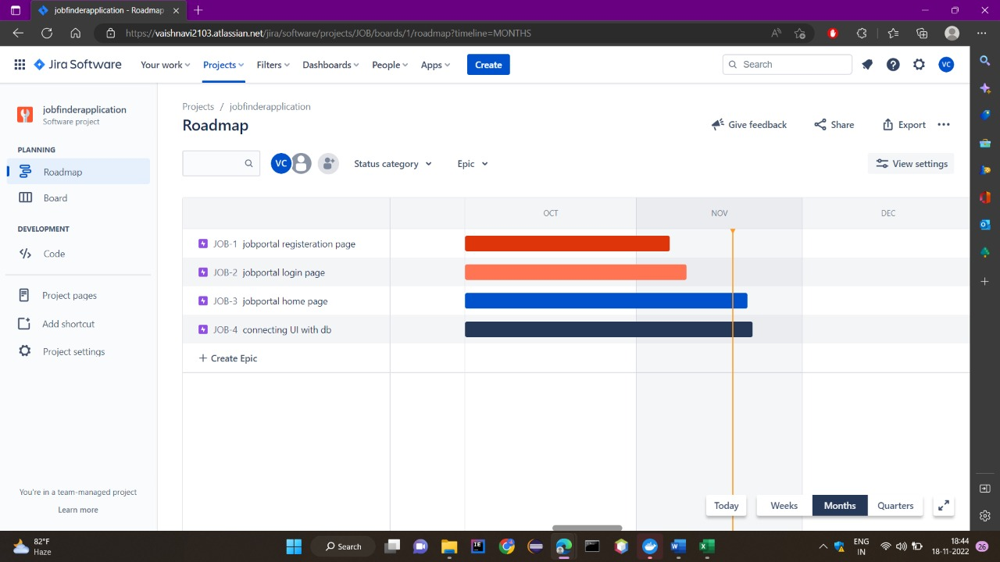 jobfinderapplication - Roadmap
https://vaishnavi2103.atlassian.net/jira/software/projects/JOB/boards/1/roadmap?timeline=MONTHS
Jira Software Your work Projects Filters Dashboards People Apps Create Search VC
jobfinderapplication
Software project
PLANNING
Roadmap
Board
DEVELOPMENT
Code
Project pages
Add shortcut
Project settings
You're in a team-managed project
Learn more
Projects / jobfinderapplication
Roadmap
Give feedback Share Export
VC Status category Epic View settings
OCT NOV DEC
JOB-1 jobportal registeration page
JOB-2 jobportal login page
JOB-3 jobportal home page
JOB-4 connecting UI with db
+ Create Epic
Today Weeks Months Quarters
82°F
Haze
Search
IE
ENG
IN
18:44
18-11-2022
26